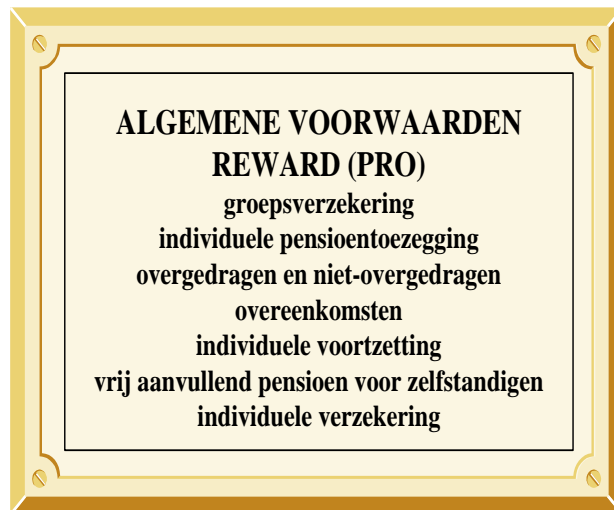 ALGEMENE VOORWAARDEN
REWARD (PRO)
groepsverzekering
individuele pensioentoezegging
overgedragen en niet-overgedragen
overeenkomsten
individuele voortzetting
vrij aanvullend pensioen voor zelfstandigen
individuele verzekering